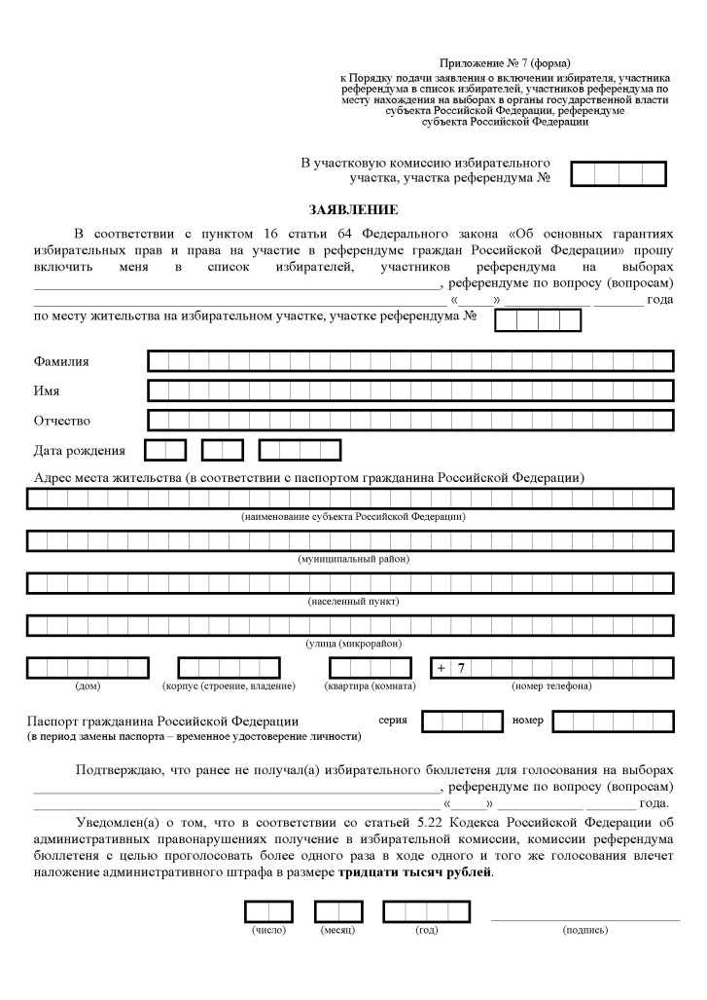 Приложение № 7 (форма)
к Порядку подачи заявления о включении избирателя, участника
референдума в список избирателей, участников референдума по
месту нахождения на выборах в органы государственной власти
субъекта Российской Федерации, референдуме
субъекта Российской Федерации
В участковую комиссию избирательного
участка, участка референдума №
ЗАЯВЛЕНИЕ
В соответствии с пунктом 16 статьи 64 Федерального закона «Об основных гарантиях
избирательных прав и права на участие в референдуме граждан Российской Федерации» прошу
включить меня в список избирателей, участников референдума на выборах
, референдуме по вопросу (вопросам)
«_____» ____________ _______ года
по месту жительства на избирательном участке, участке референдума №
Фамилия
Имя
Отчество
Дата рождения
Адрес места жительства (в соответствии с паспортом гражданина Российской Федерации)
(наименование субъекта Российской Федерации)
(муниципальный район)
(населенный пункт)
(улица (микрорайон)
+ 7
(дом) (корпус (строение, владение) (квартира (комната) (номер телефона)
Паспорт гражданина Российской Федерации серия номер
(в период замены паспорта – временное удостоверение личности)
Подтверждаю, что ранее не получал(а) избирательного бюллетеня для голосования на выборах
, референдуме по вопросу (вопросам)
«_____» ____________ _______ года.
Уведомлен(а) о том, что в соответствии со статьей 5.22 Кодекса Российской Федерации об
административных правонарушениях получение в избирательной комиссии, комиссии референдума
бюллетеня с целью проголосовать более одного раза в ходе одного и того же голосования влечет
наложение административного штрафа в размере тридцати тысяч рублей.
(число) (месяц) (год) (подпись)